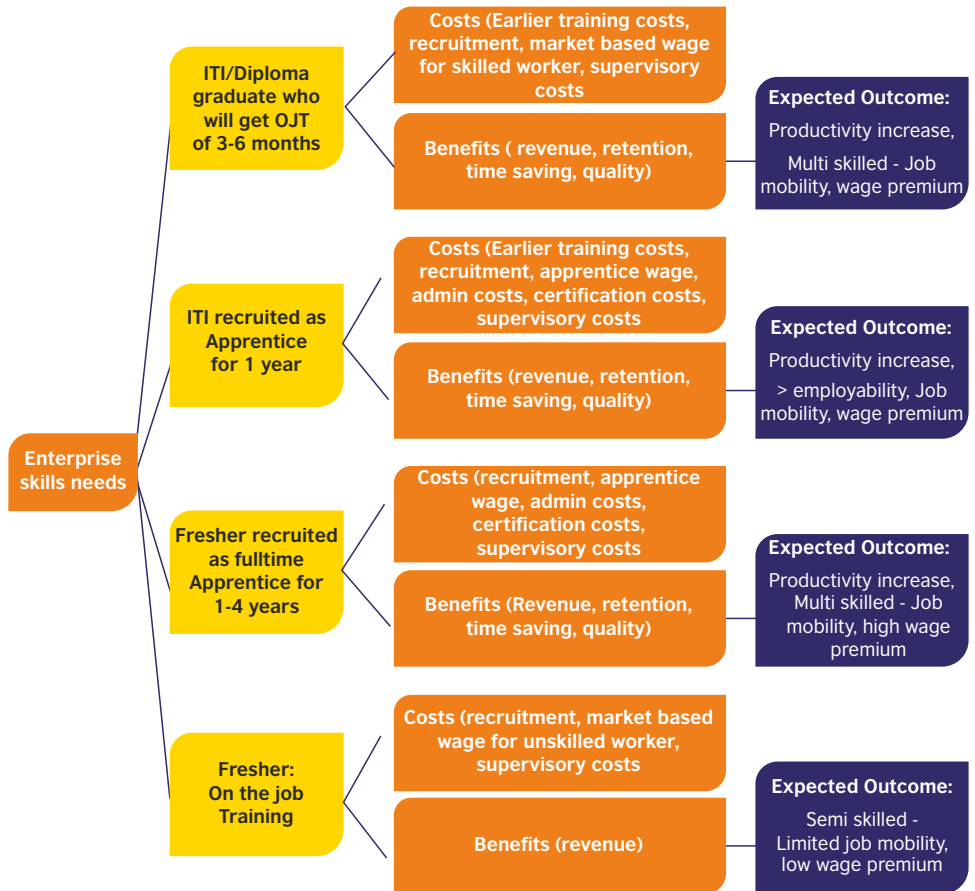 Enterprise
skills needs
ITI/Diploma
graduate who
will get OJT
of 3-6 months
Costs (Earlier training costs,
recruitment, market based wage
for skilled worker, supervisory
costs
Benefits ( revenue, retention,
time saving, quality)
Expected Outcome:
Productivity increase,
Multi skilled - Job
mobility, wage premium
ITI recruited as
Apprentice
for 1 year
Costs (Earlier training costs,
recruitment, apprentice wage,
admin costs, certification costs,
supervisory costs
Benefits (revenue, retention,
time saving, quality)
Expected Outcome:
Productivity increase,
> employability, Job
mobility, wage premium
Fresher recruited
as fulltime
Apprentice for
1-4 years
Costs (recruitment, apprentice
wage, admin costs,
certification costs,
supervisory costs
Benefits (Revenue, retention,
time saving, quality)
Expected Outcome:
Productivity increase,
Multi skilled - Job
mobility, high wage
premium
Fresher:
On the job
Training
Costs (recruitment, market based
wage for unskilled worker,
supervisory costs
Benefits (revenue)
Expected Outcome:
Semi skilled -
Limited job mobility,
low wage premium